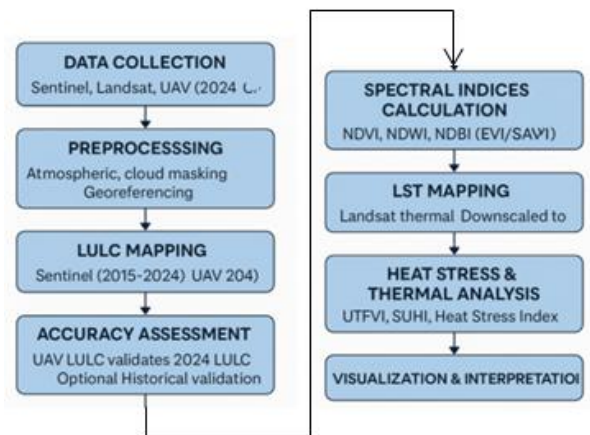 DATA COLLECTION
Sentinel, Landsat, UAV (2024
PREPROCESSSING
Atmospheric, cloud masking
Georeferencing
LULC MAPPING
Sentinel (2015-2024) UAV 204)
ACCURACY ASSESSMENT
UAV LULC validates 2024 LULC
Optional Historical validation
SPECTRAL INDICES
CALCULATION
NDVI, NDWI, NDBI (EVI/SAVI)
LST MAPPING
Landsat thermal Downscaled to
HEAT STRESS &
THERMAL ANALYSIS
UTFVI, SUHI, Heat Stress Index
VISUALIZATION & INTERPRETATIOI